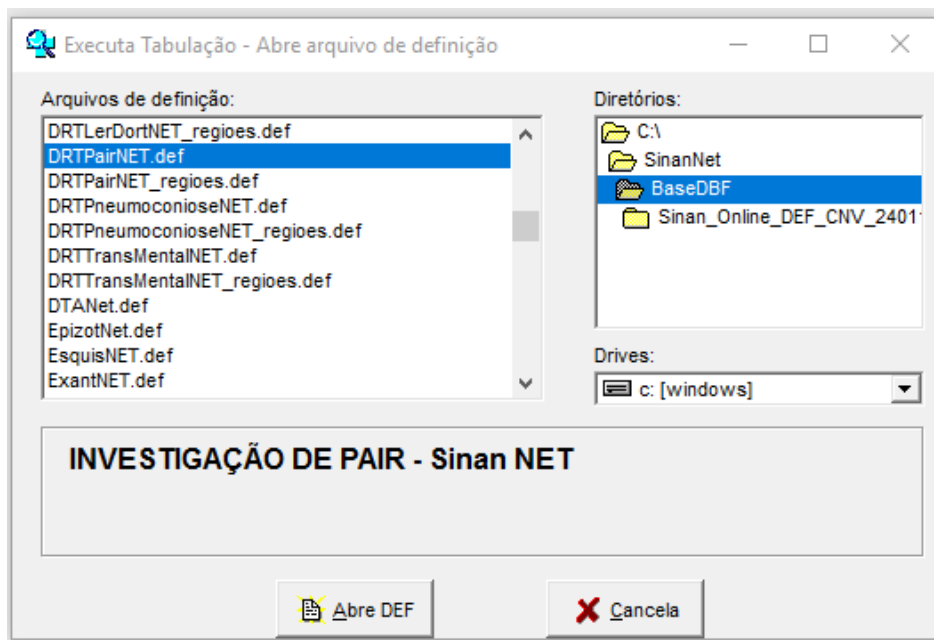 Executa Tabulação - Abre arquivo de definição
Arquivos de definição:
DRTLerDortNET_regioes.def
DRTPairNET.def
DRTPairNET_regioes.def
DRTPneumoconioseNET.def
DRTPneumoconioseNET_regioes.def
DRTTransMentalNET.def
DRTTransMentalNET_regioes.def
DTANet.def
EpizotNet.def
EsquisNET.def
ExantNET.def
Diretórios:
C:\
SinanNet
BaseDBF
Sinan_Online_DEF_CNV_2401
Drives:
c: [windows]
INVESTIGAÇÃO DE PAIR - Sinan NET
Abre DEF
Cancela